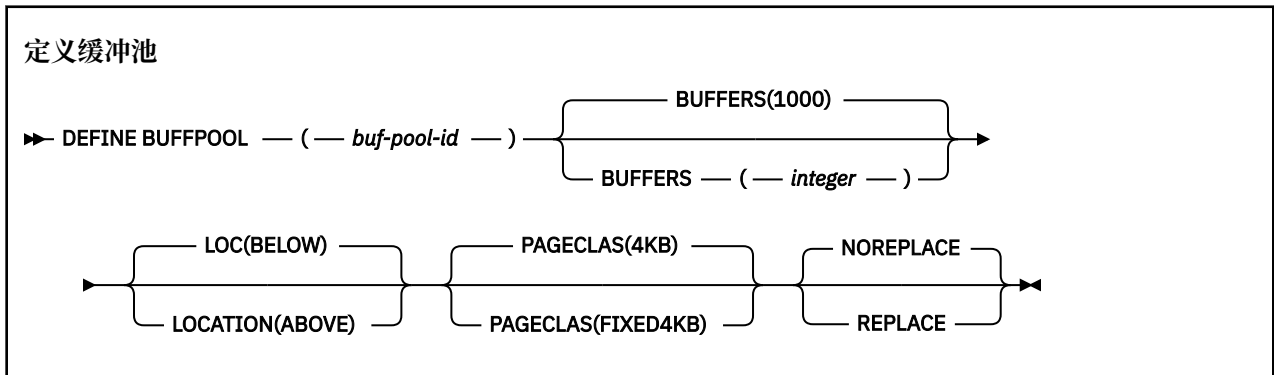 定义缓冲池
BUFFERS(1000)
DEFINE BUFFPOOL ( buf-pool-id )
BUFFERS ( integer )
LOC(BELOW) PAGECLAS(4KB) NOREPLACE
LOCATION(ABOVE) PAGECLAS(FIXED4KB) REPLACE